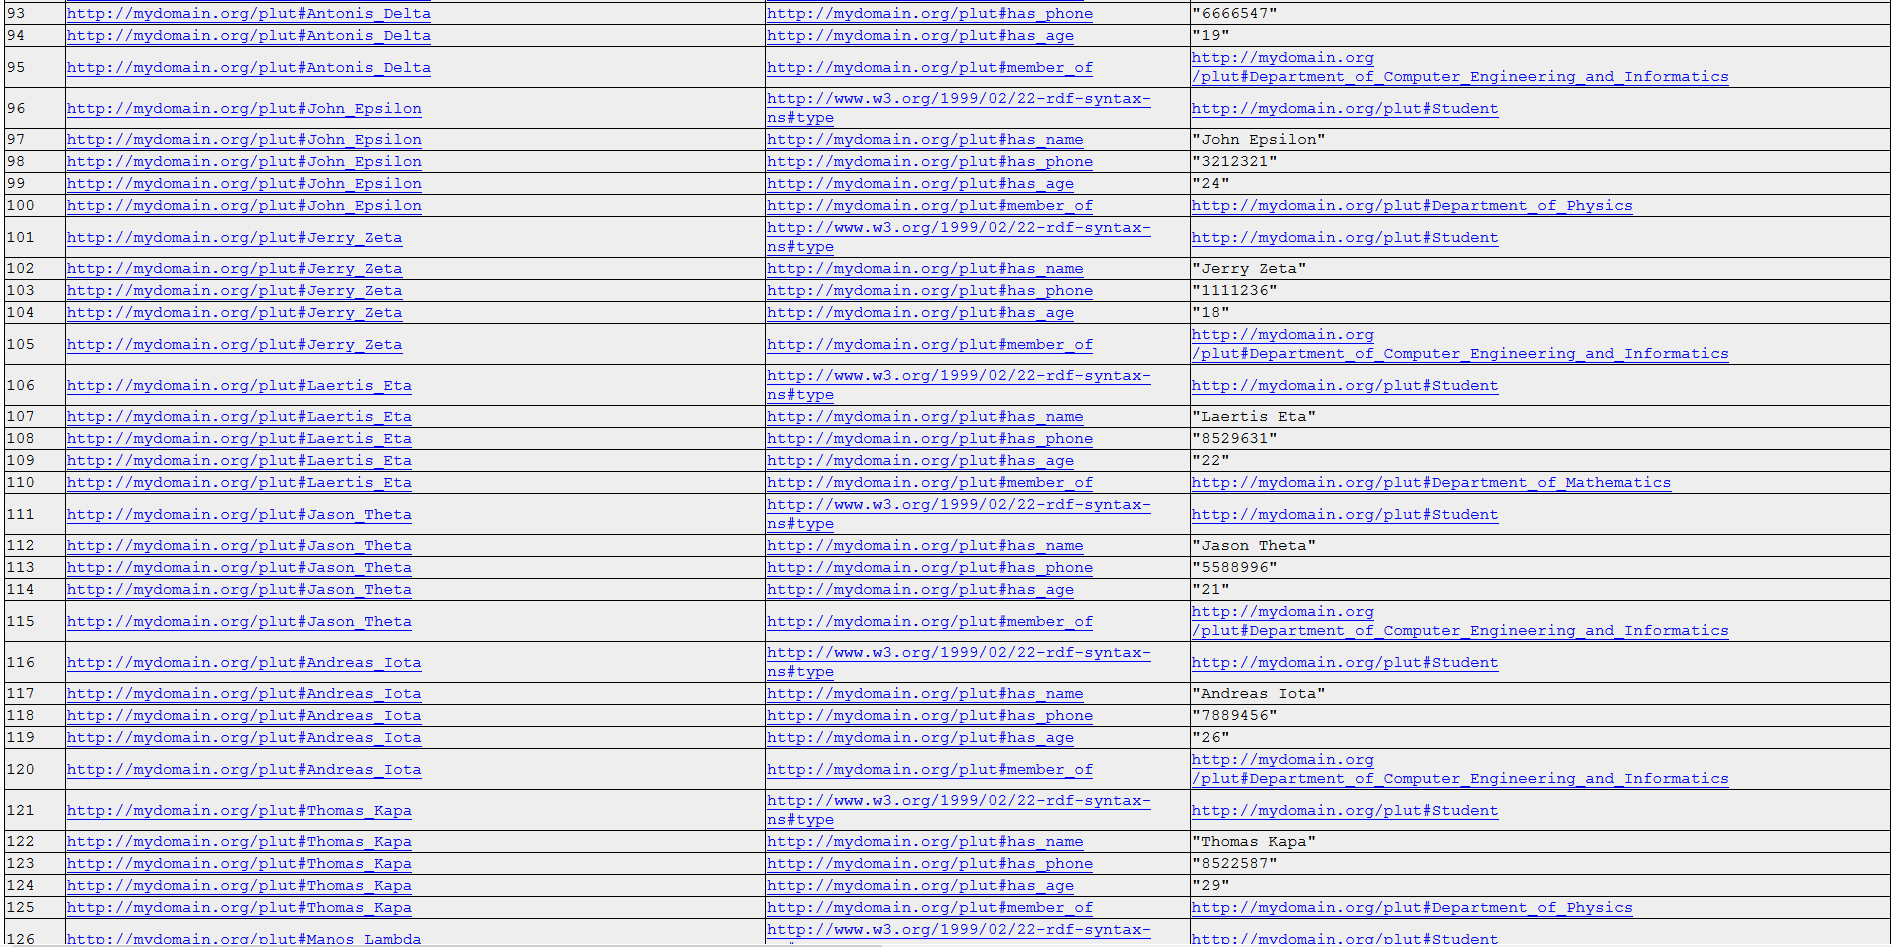 93 http://mydomain.org/plut#Antonis_Delta http://mydomain.org/plut#has_phone "6666547"
94 http://mydomain.org/plut#Antonis_Delta http://mydomain.org/plut#has_age "19"
95 http://mydomain.org/plut#Antonis_Delta http://mydomain.org/plut#member_of http://mydomain.org
/plut#Department_of_Computer_Engineering_and_Informatics
96 http://mydomain.org/plut#John_Epsilon http://www.w3.org/1999/02/22-rdf-syntax-
ns#type http://mydomain.org/plut#Student
97 http://mydomain.org/plut#John_Epsilon http://mydomain.org/plut#has_name "John Epsilon"
98 http://mydomain.org/plut#John_Epsilon http://mydomain.org/plut#has_phone "3212321"
99 http://mydomain.org/plut#John_Epsilon http://mydomain.org/plut#has_age "24"
100 http://mydomain.org/plut#John_Epsilon http://mydomain.org/plut#member_of http://mydomain.org/plut#Department_of_Physics
101 http://mydomain.org/plut#Jerry_Zeta http://www.w3.org/1999/02/22-rdf-syntax-
ns#type http://mydomain.org/plut#Student
102 http://mydomain.org/plut#Jerry_Zeta http://mydomain.org/plut#has_name "Jerry Zeta"
103 http://mydomain.org/plut#Jerry_Zeta http://mydomain.org/plut#has_phone "1111236"
104 http://mydomain.org/plut#Jerry_Zeta http://mydomain.org/plut#has_age "18"
105 http://mydomain.org/plut#Jerry_Zeta http://mydomain.org/plut#member_of http://mydomain.org
/plut#Department_of_Computer_Engineering_and_Informatics
106 http://mydomain.org/plut#Laertis_Eta http://www.w3.org/1999/02/22-rdf-syntax-
ns#type http://mydomain.org/plut#Student
107 http://mydomain.org/plut#Laertis_Eta http://mydomain.org/plut#has_name "Laertis Eta"
108 http://mydomain.org/plut#Laertis_Eta http://mydomain.org/plut#has_phone "8529631"
109 http://mydomain.org/plut#Laertis_Eta http://mydomain.org/plut#has_age "22"
110 http://mydomain.org/plut#Laertis_Eta http://mydomain.org/plut#member_of http://mydomain.org/plut#Department_of_Mathematics
111 http://mydomain.org/plut#Jason_Theta http://www.w3.org/1999/02/22-rdf-syntax-
ns#type http://mydomain.org/plut#Student
112 http://mydomain.org/plut#Jason_Theta http://mydomain.org/plut#has_name "Jason Theta"
113 http://mydomain.org/plut#Jason_Theta http://mydomain.org/plut#has_phone "5588996"
114 http://mydomain.org/plut#Jason_Theta http://mydomain.org/plut#has_age "21"
115 http://mydomain.org/plut#Jason_Theta http://mydomain.org/plut#member_of http://mydomain.org
/plut#Department_of_Computer_Engineering_and_Informatics
116 http://mydomain.org/plut#Andreas_Iota http://www.w3.org/1999/02/22-rdf-syntax-
ns#type http://mydomain.org/plut#Student
117 http://mydomain.org/plut#Andreas_Iota http://mydomain.org/plut#has_name "Andreas Iota"
118 http://mydomain.org/plut#Andreas_Iota http://mydomain.org/plut#has_phone "7889456"
119 http://mydomain.org/plut#Andreas_Iota http://mydomain.org/plut#has_age "26"
120 http://mydomain.org/plut#Andreas_Iota http://mydomain.org/plut#member_of http://mydomain.org
/plut#Department_of_Computer_Engineering_and_Informatics
121 http://mydomain.org/plut#Thomas_Kapa http://www.w3.org/1999/02/22-rdf-syntax-
ns#type http://mydomain.org/plut#Student
122 http://mydomain.org/plut#Thomas_Kapa http://mydomain.org/plut#has_name "Thomas Kapa"
123 http://mydomain.org/plut#Thomas_Kapa http://mydomain.org/plut#has_phone "8522587"
124 http://mydomain.org/plut#Thomas_Kapa http://mydomain.org/plut#has_age "29"
125 http://mydomain.org/plut#Thomas_Kapa http://mydomain.org/plut#member_of http://mydomain.org/plut#Department_of_Physics
126 http://mydomain.org/plut#Manos_Lambda http://www.w3.org/1999/02/22-rdf-syntax-
http://mydomain.org/plut#Student